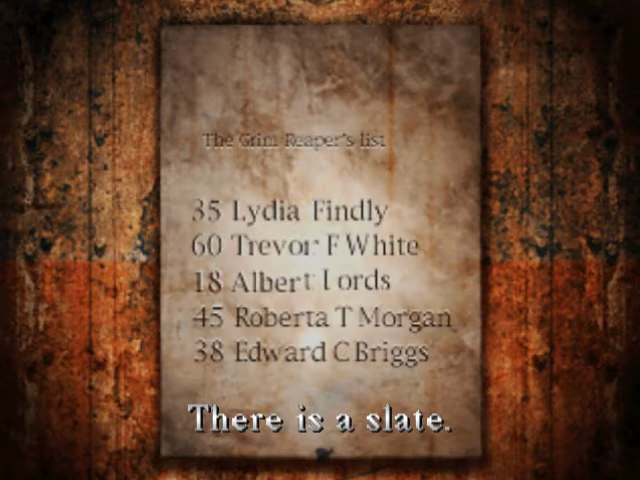 The Grim Reaper's list
35 Lydia Findly
60 Trevor F White
18 Albert Lords
45 Roberta T Morgan
38 Edward C Briggs
There is a slate.